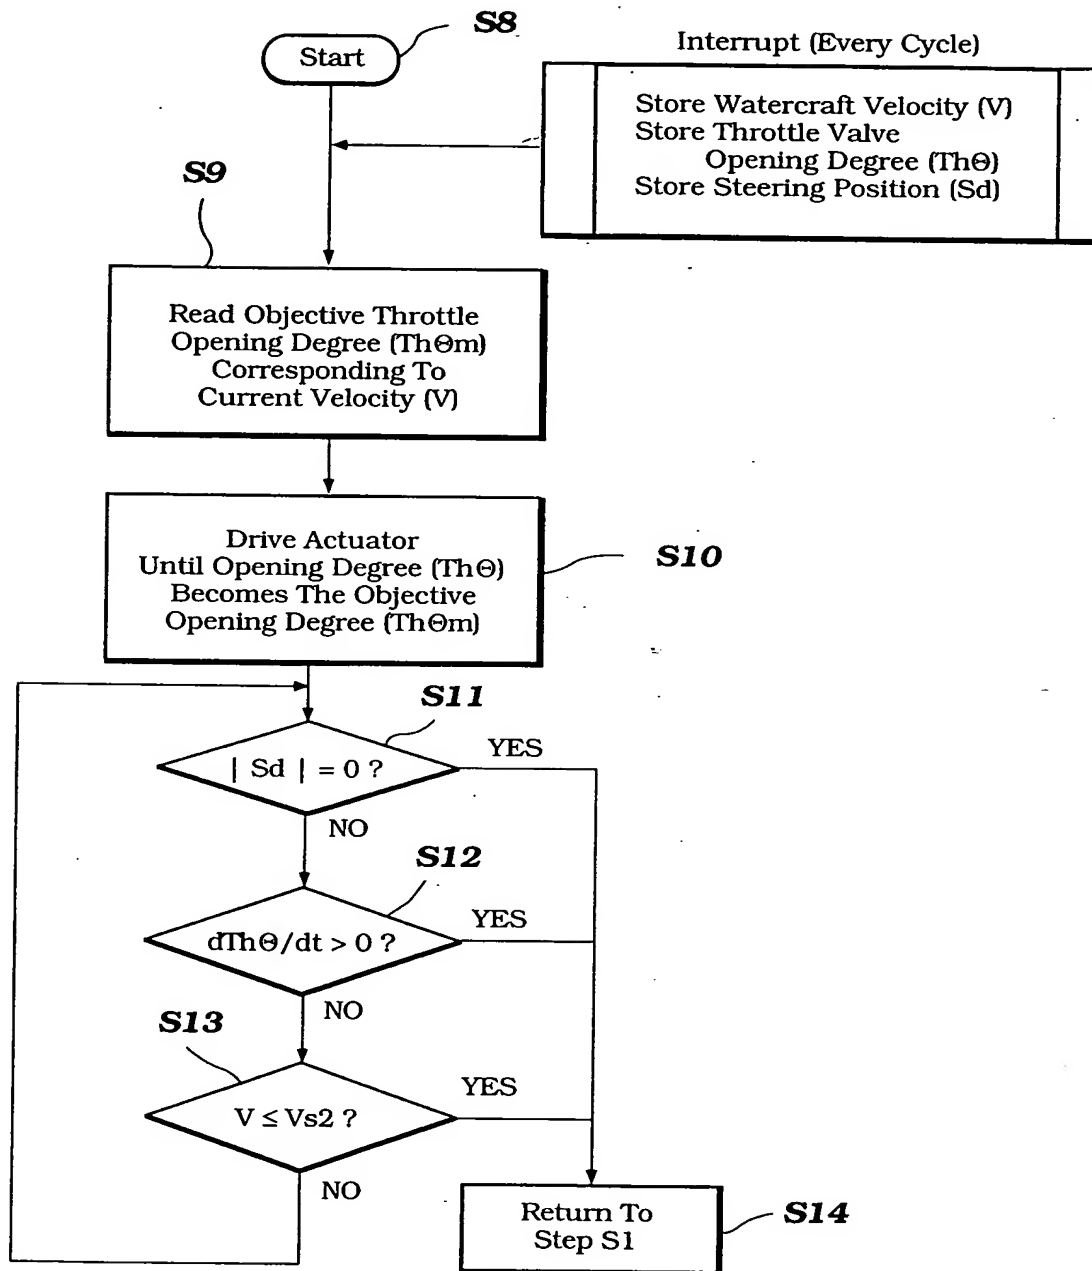 S8
Start
Interrupt (Every Cycle)
Store Watercraft Velocity (V)
Store Throttle Valve
Opening Degree (ThΘ)
Store Steering Position (Sd)
S9
Read Objective Throttle
Opening Degree (ThΘm)
Corresponding To
Current Velocity (V)
Drive Actuator
Until Opening Degree (ThΘ)
Becomes The Objective
Opening Degree (ThΘm)
S10
S11
| Sd | = 0 ?
YES
NO
S12
dThΘ/dt > 0 ?
YES
NO
S13
V ≤ Vs2 ?
YES
NO
Return To
Step S1
S14